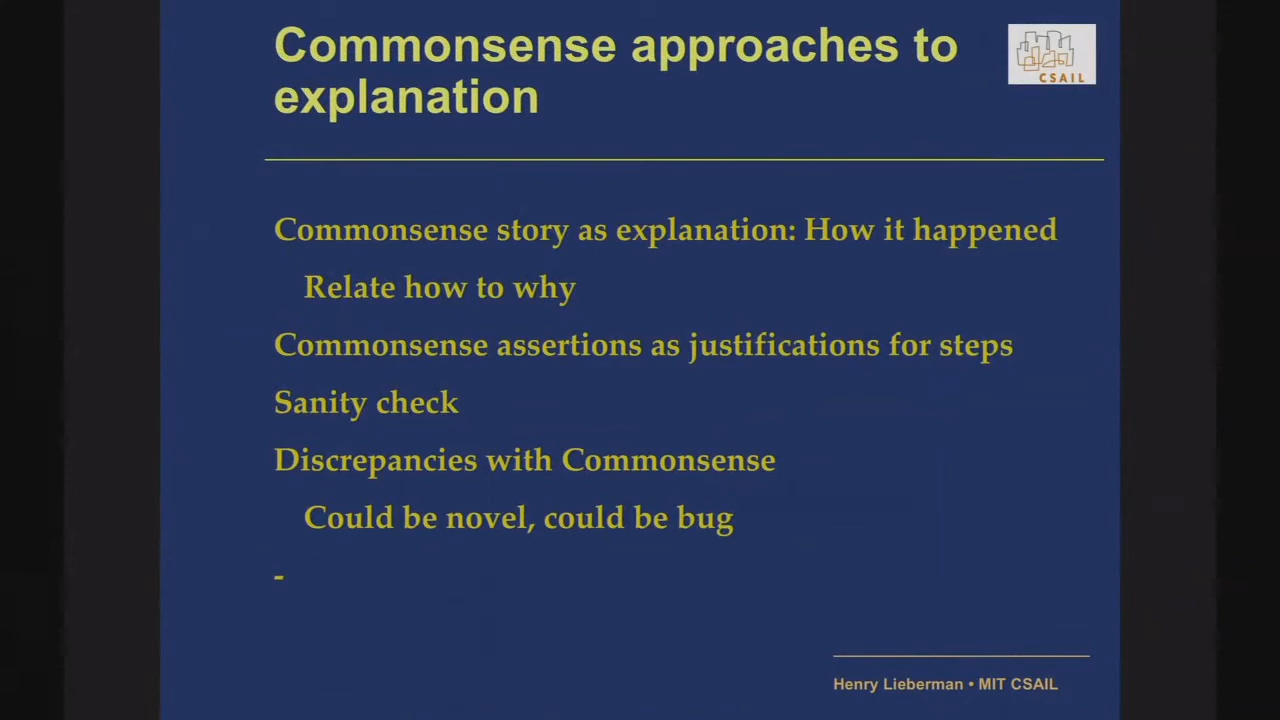 Commonsense approaches to
explanation
CSAIL
Commonsense story as explanation: How it happened
Relate how to why
Commonsense assertions as justifications for steps
Sanity check
Discrepancies with Commonsense
Could be novel, could be bug
-
Henry Lieberman • MIT CSAIL